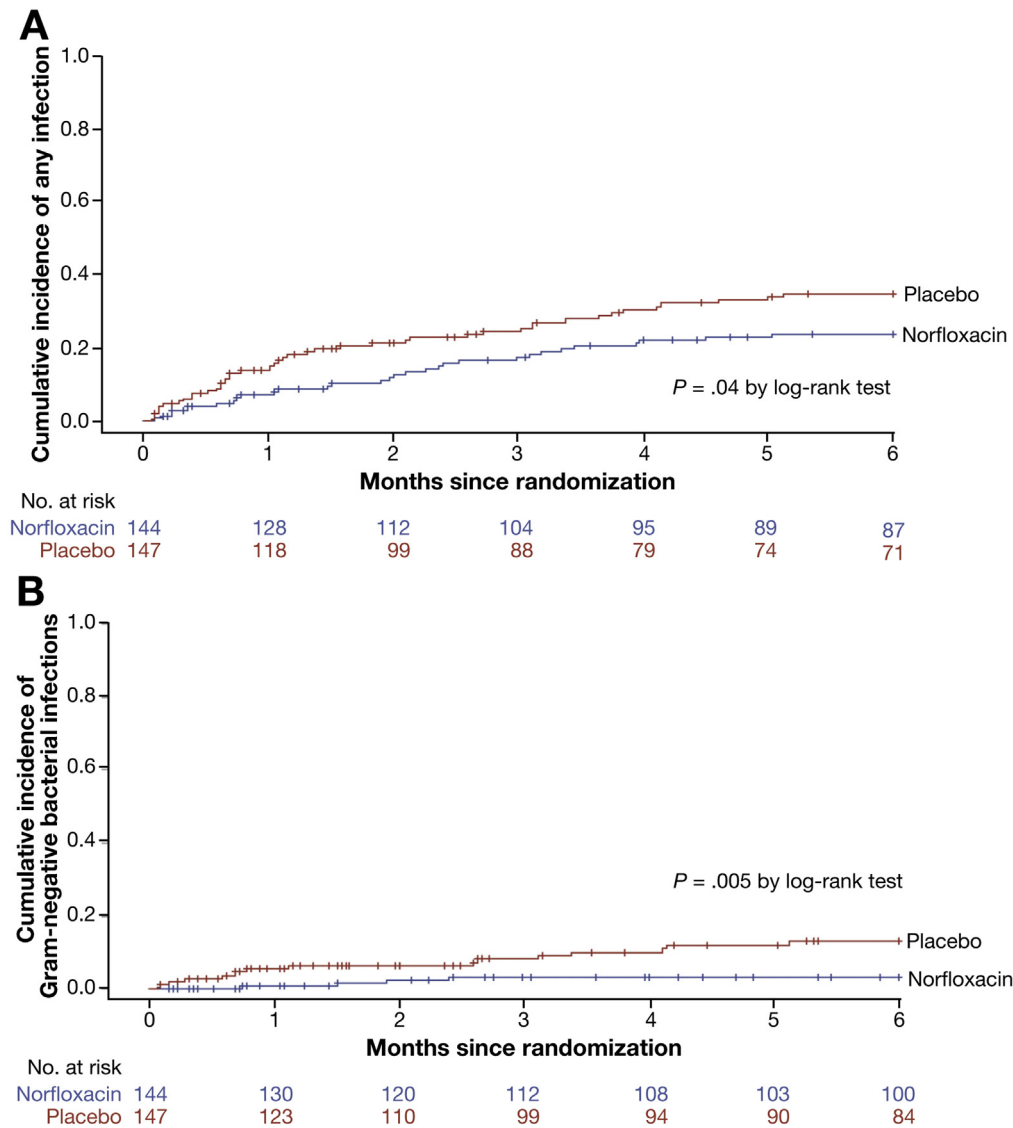 A
Cumulative incidence of any infection
1.0
0.8
0.6
0.4
0.2
0.0
Placebo
Norfloxacin
P = .04 by log-rank test
0 1 2 3 4 5 6
Months since randomization
No. at risk
Norfloxacin 144 128 112 104 95 89 87
Placebo 147 118 99 88 79 74 71
B
Cumulative incidence of
Gram-negative bacterial infections
1.0
0.8
0.6
0.4
0.2
0.0
P = .005 by log-rank test
Placebo
Norfloxacin
0 1 2 3 4 5 6
Months since randomization
No. at risk
Norfloxacin 144 130 120 112 108 103 100
Placebo 147 123 110 99 94 90 84